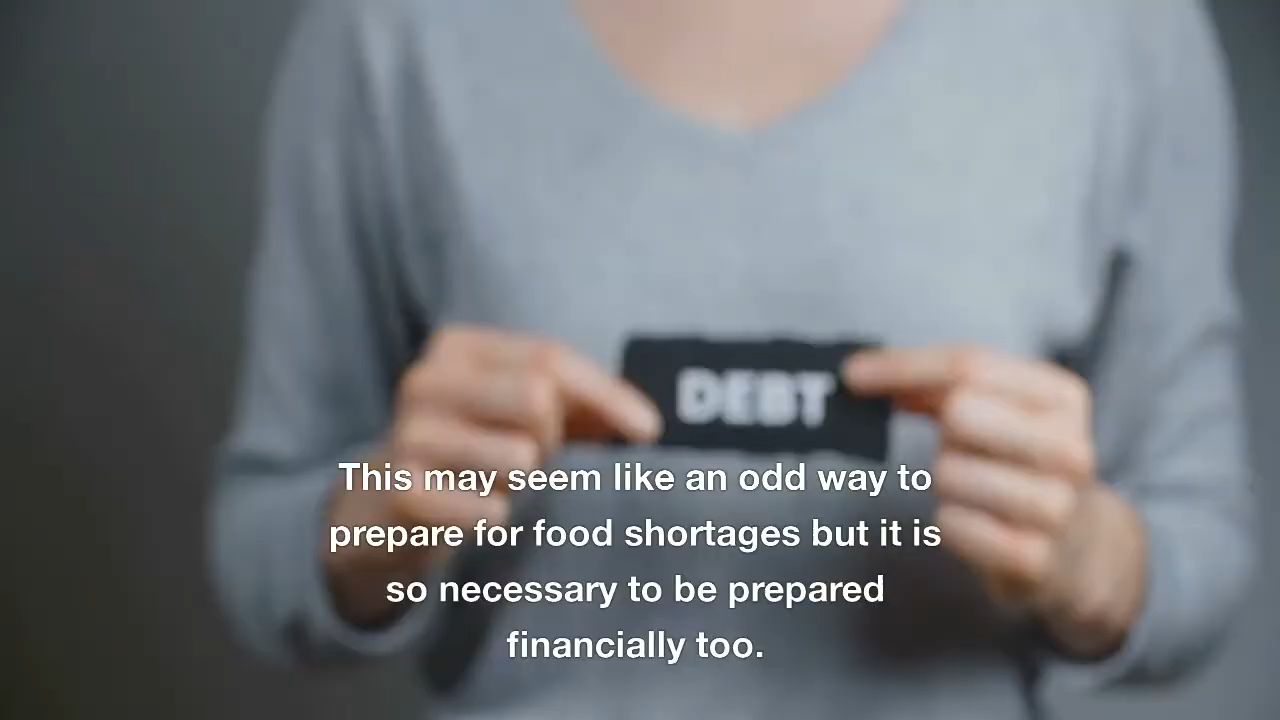 DEBT
This may seem like an odd way to
prepare for food shortages but it is
so necessary to be prepared
financially too.